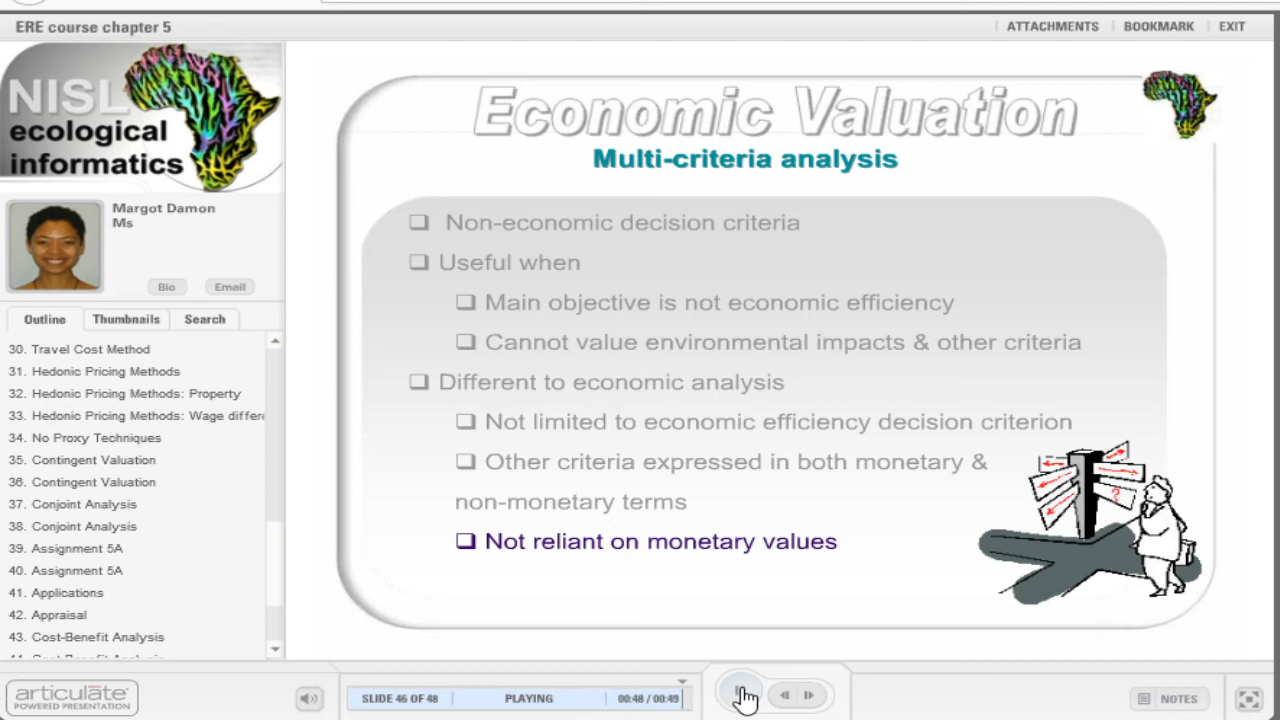 ERE course chapter 5
ATTACHMENTS
BOOKMARK
EXIT
NISL
ecological
informatics
Margot Damon
Ms
Bio
Email
Outline
Thumbnails
Search
30. Travel Cost Method
31. Hedonic Pricing Methods
32. Hedonic Pricing Methods: Property
33. Hedonic Pricing Methods: Wage differe
34. No Proxy Techniques
35. Contingent Valuation
36. Contingent Valuation
37. Conjoint Analysis
38. Conjoint Analysis
39. Assignment 5A
40. Assignment 5A
41. Applications
42. Appraisal
43. Cost-Benefit Analysis
44. Cost-Benefit Analysis
Economic Valuation
Multi-criteria analysis
❑ Non-economic decision criteria
❑ Useful when
❑ Main objective is not economic efficiency
❑ Cannot value environmental impacts & other criteria
❑ Different to economic analysis
❑ Not limited to economic efficiency decision criterion
❑ Other criteria expressed in both monetary &
non-monetary terms
❑ Not reliant on monetary values
?
articulate
POWERED PRESENTATION
SLIDE 46 OF 48
PLAYING
00:48 / 00:49
NOTES